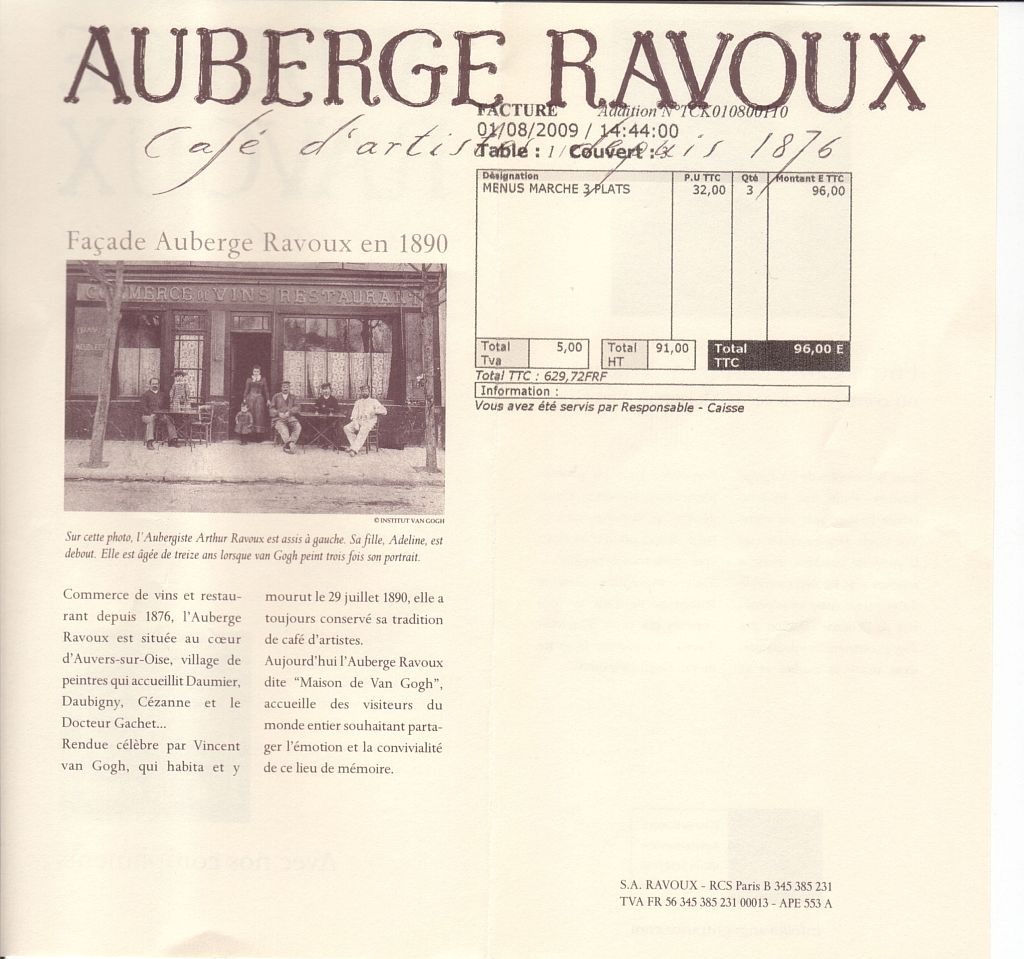 AUBERGE RAVOUX
Café d'artistes depuis 1876
FACTURE Addition N°TCK010800110
01/08/2009 / 14:44:00
Table : 1/ Couvert :
Désignation P.U TTC Qté Montant E TTC
MENUS MARCHE 3 PLATS 32,00 3 96,00
Total Tva 5,00 Total HT 91,00 Total TTC 96,00 E
Total TTC : 629,72FRF
Information :
Vous avez été servis par Responsable - Caisse
Façade Auberge Ravoux en 1890
COMMERCE DE VINS RESTAURANT
© INSTITUT VAN GOGH
Sur cette photo, l'Aubergiste Arthur Ravoux est assis à gauche. Sa fille, Adeline, est
debout. Elle est âgée de treize ans lorsque van Gogh peint trois fois son portrait.
Commerce de vins et restau-
rant depuis 1876, l'Auberge
Ravoux est située au cœur
d'Auvers-sur-Oise, village de
peintres qui accueillit Daumier,
Daubigny, Cézanne et le
Docteur Gachet...
Rendue célèbre par Vincent
van Gogh, qui habita et y
mourut le 29 juillet 1890, elle a
toujours conservé sa tradition
de café d'artistes.
Aujourd'hui l'Auberge Ravoux
dite “Maison de Van Gogh”,
accueille des visiteurs du
monde entier souhaitant parta-
ger l'émotion et la convivialité
de ce lieu de mémoire.
S.A. RAVOUX - RCS Paris B 345 385 231
TVA FR 56 345 385 231 00013 - APE 553 A